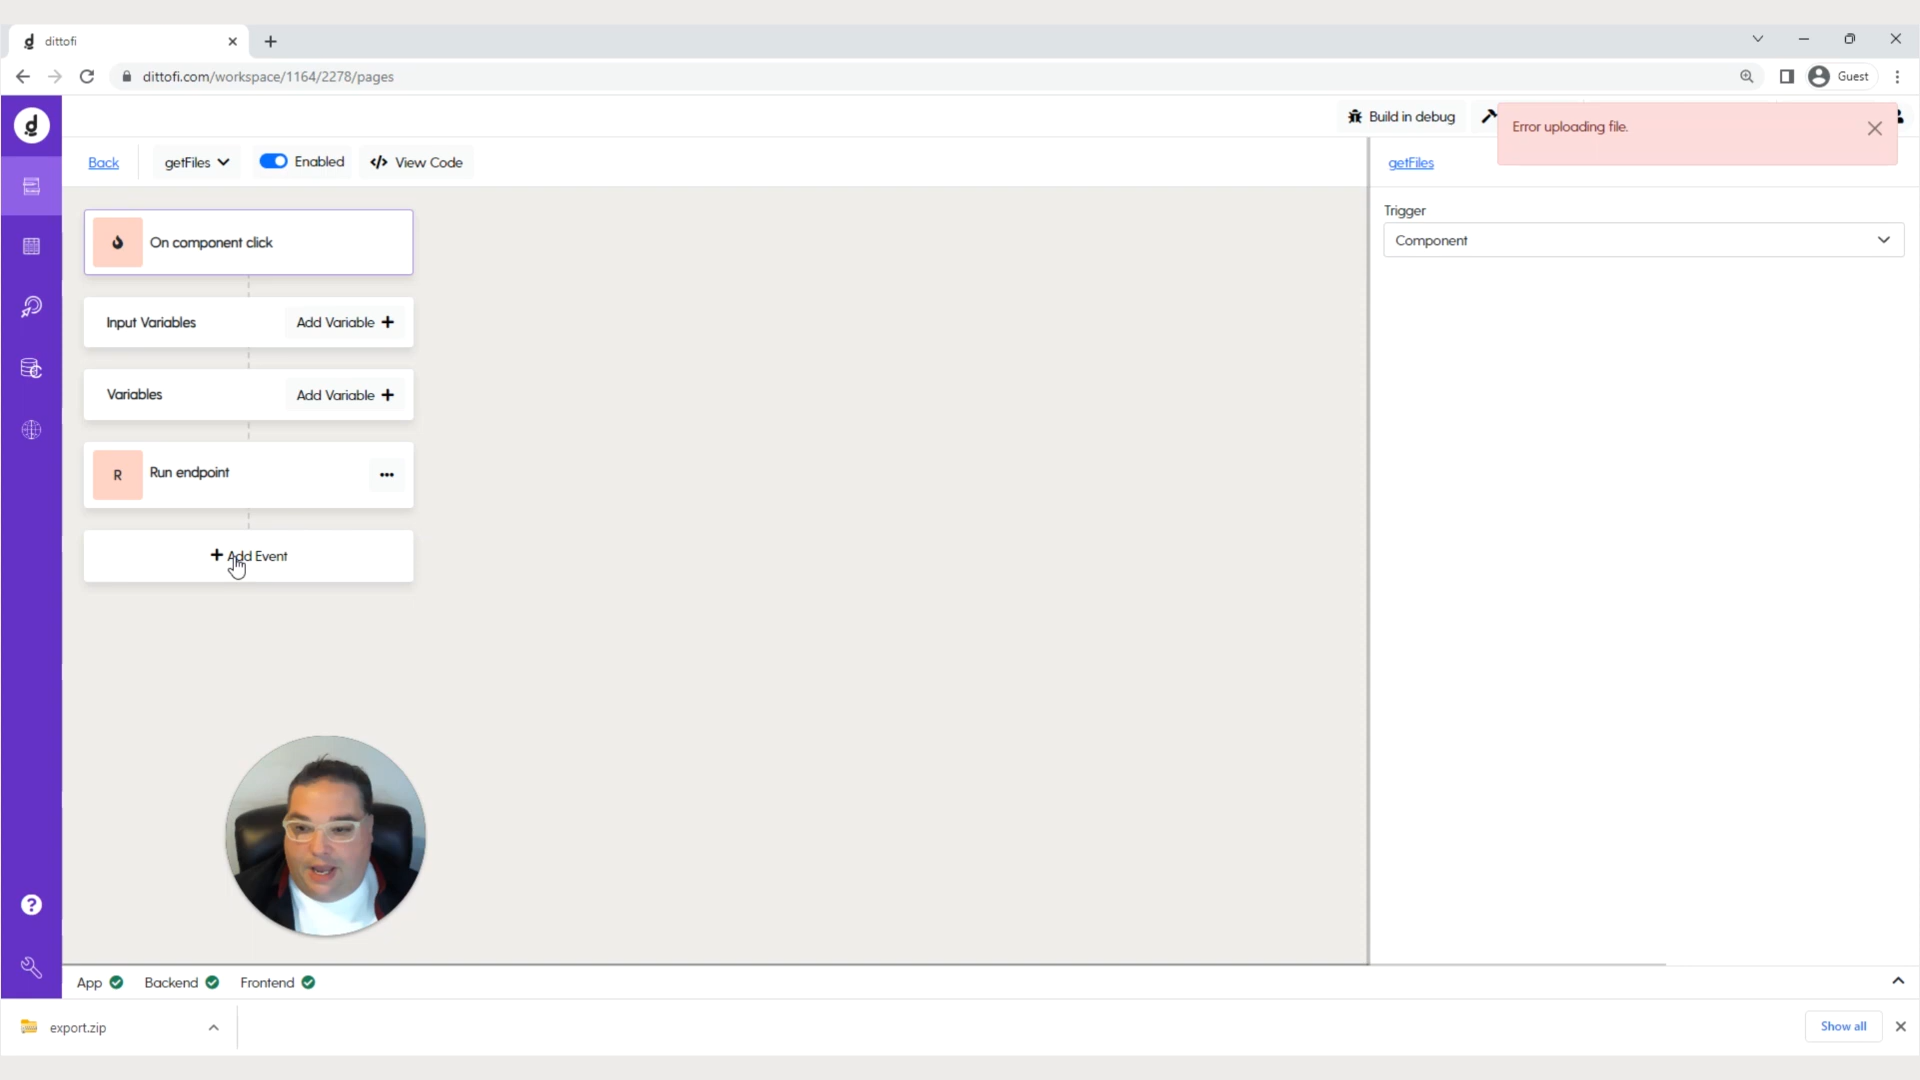 dittofi
dittofi.com/workspace/1164/2278/pages
Guest
d
Build in debug
Error uploading file.
Back
getFiles
Enabled
</> View Code
getFiles
On component click
Trigger
Component
Input Variables
Add Variable +
Variables
Add Variable +
R
Run endpoint
+ Add Event
?
App
Backend
Frontend
export.zip
Show all